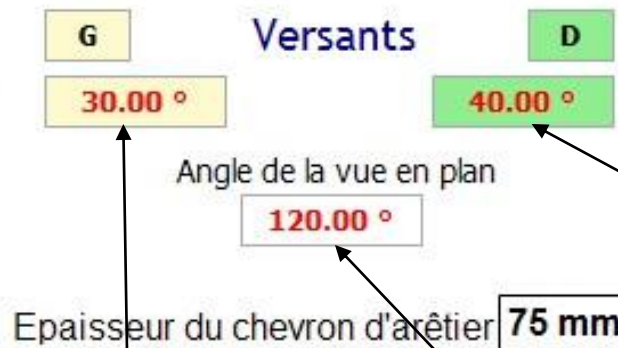 G Versants D
30.00 ° 40.00 °
Angle de la vue en plan
120.00 °
Epaisseur du chevron d'arêtier 75 mm